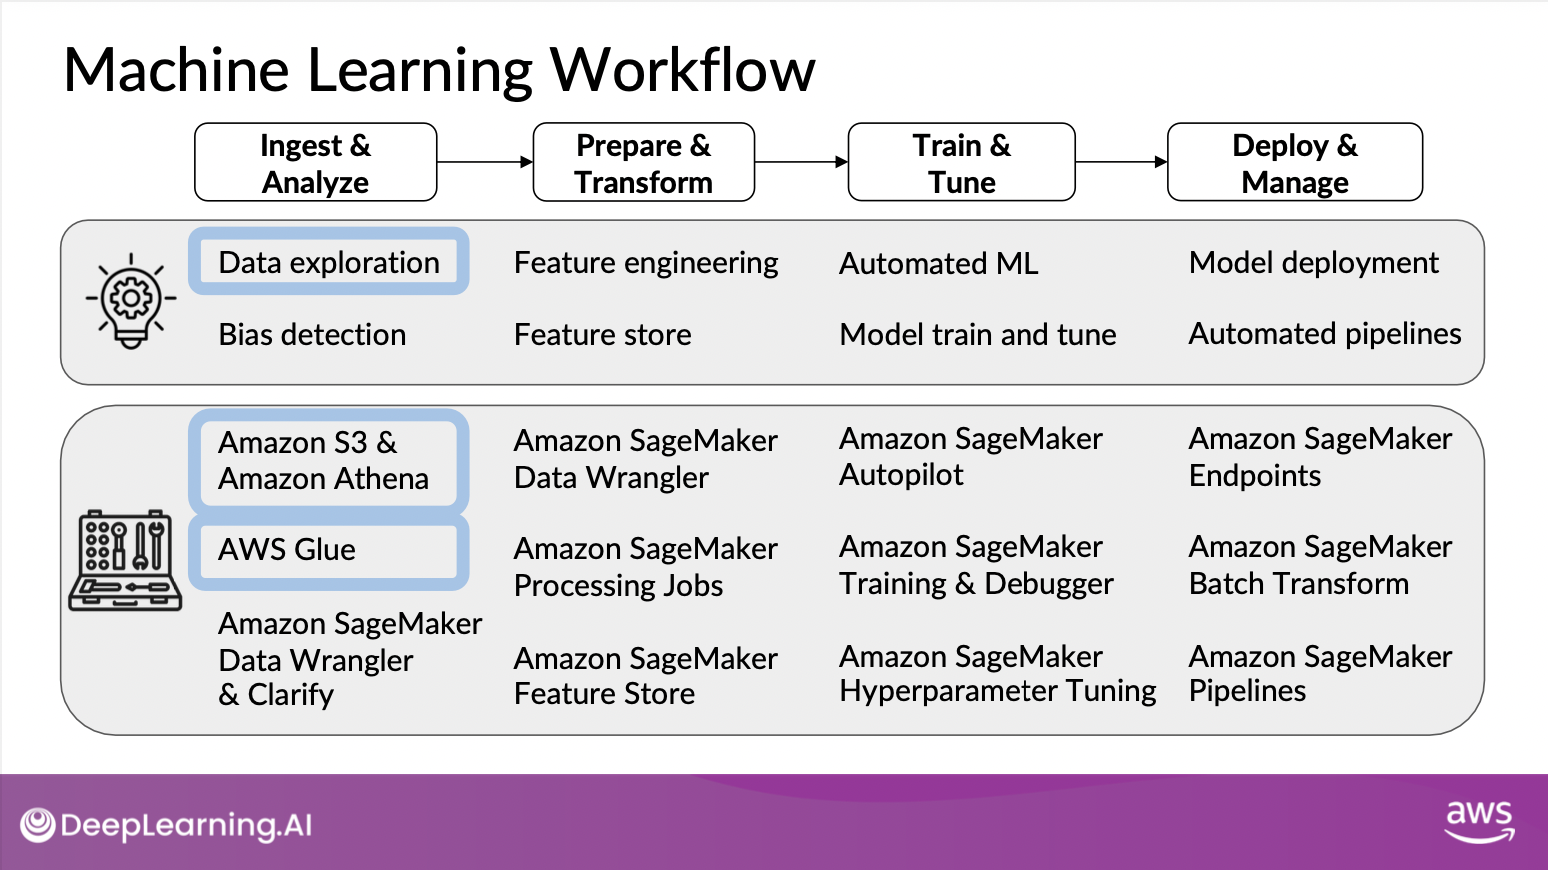 Machine Learning Workflow
Ingest &
Analyze
Prepare &
Transform
Train &
Tune
Deploy &
Manage
Data exploration
Feature engineering
Automated ML
Model deployment
Bias detection
Feature store
Model train and tune
Automated pipelines
Amazon S3 &
Amazon Athena
Amazon SageMaker
Data Wrangler
Amazon SageMaker
Autopilot
Amazon SageMaker
Endpoints
AWS Glue
Amazon SageMaker
Processing Jobs
Amazon SageMaker
Training & Debugger
Amazon SageMaker
Batch Transform
Amazon SageMaker
Data Wrangler
& Clarify
Amazon SageMaker
Feature Store
Amazon SageMaker
Hyperparameter Tuning
Amazon SageMaker
Pipelines
DeepLearning.AI
aws